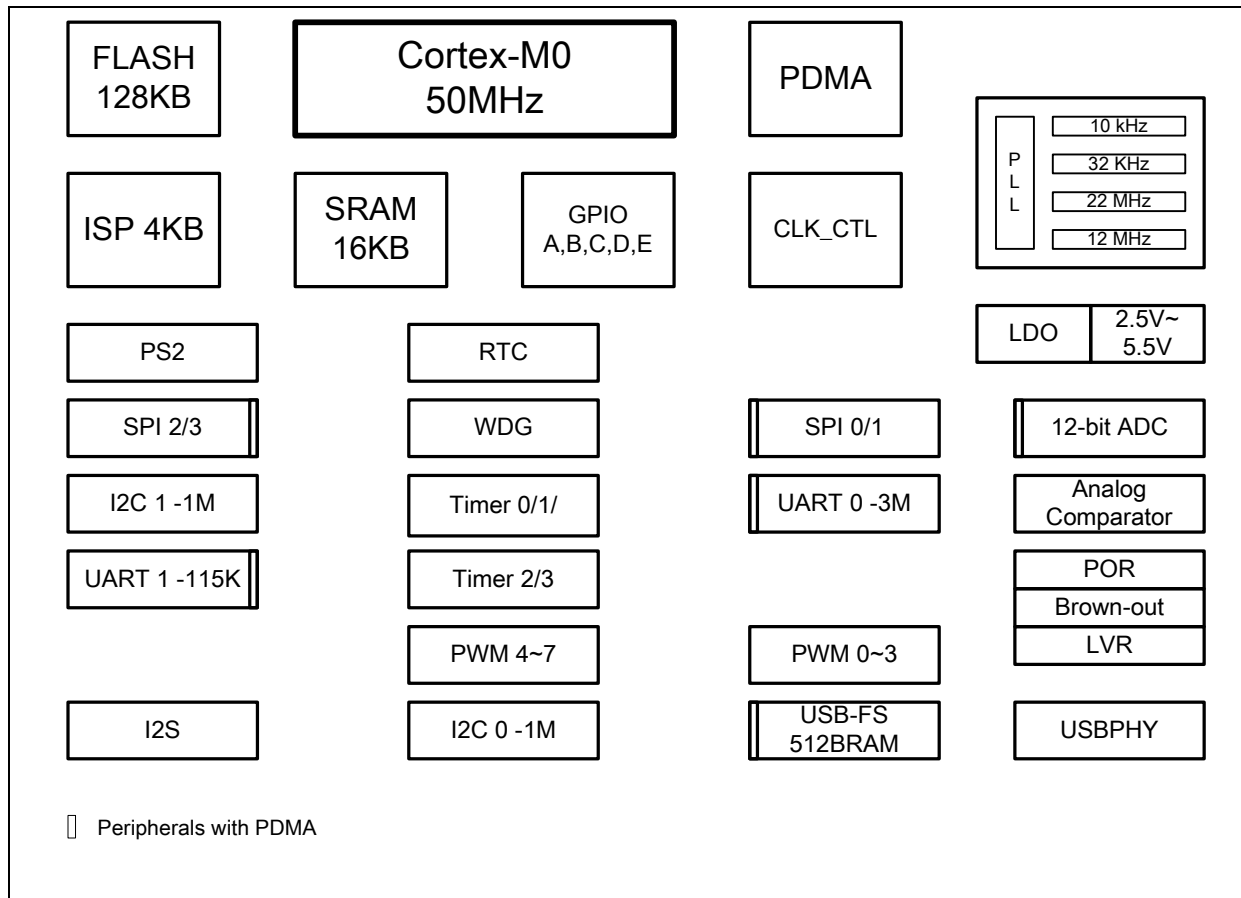 FLASH
128KB
Cortex-M0
50MHz
PDMA
10 kHz
32 KHz
22 MHz
12 MHz
P
L
L
ISP 4KB
SRAM
16KB
GPIO
A,B,C,D,E
CLK_CTL
LDO
2.5V~
5.5V
PS2
RTC
SPI 2/3
WDG
SPI 0/1
12-bit ADC
I2C 1 -1M
Timer 0/1/
UART 0 -3M
Analog
Comparator
UART 1 -115K
Timer 2/3
POR
Brown-out
LVR
PWM 4~7
PWM 0~3
I2S
I2C 0 -1M
USB-FS
512BRAM
USBPHY
Peripherals with PDMA